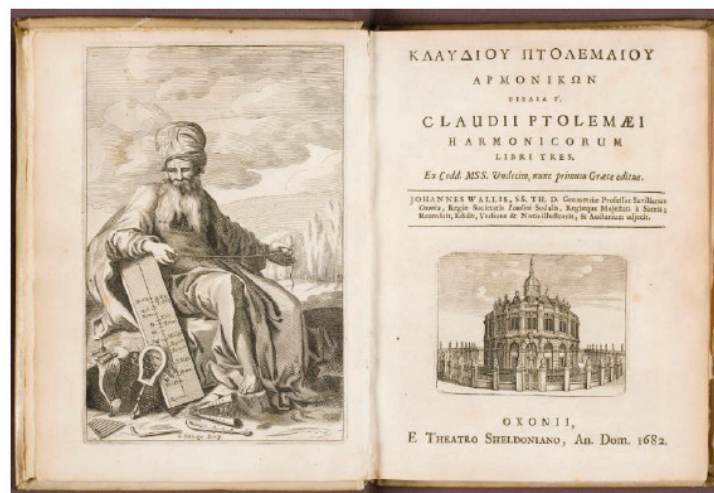 ΚΛΑΥΔΙΟΥ ΠΤΟΛΕΜΑΙΟΥ
ΑΡΜΟΝΙΚΩΝ
ΒΙΒΛΙΑ Γ.
CLAUDII PTOLEMÆI
HARMONICORUM
LIBRI TRES.
Ex Codd. MSS. Undecim, nunc primum Græce editus.
JOHANNES WALLIS, SS. TH. D. Geometriæ Professor Savilianus
Oxoniæ, Regiæ Societatis Londini Sodalis, Regiæque Majestati à Sacris;
Recensuit, Edidit, Versione & Notis illustravit, & Auctarium adjecit.
OXONII,
E THEATRO SHELDONIANO, An. Dom. 1682.